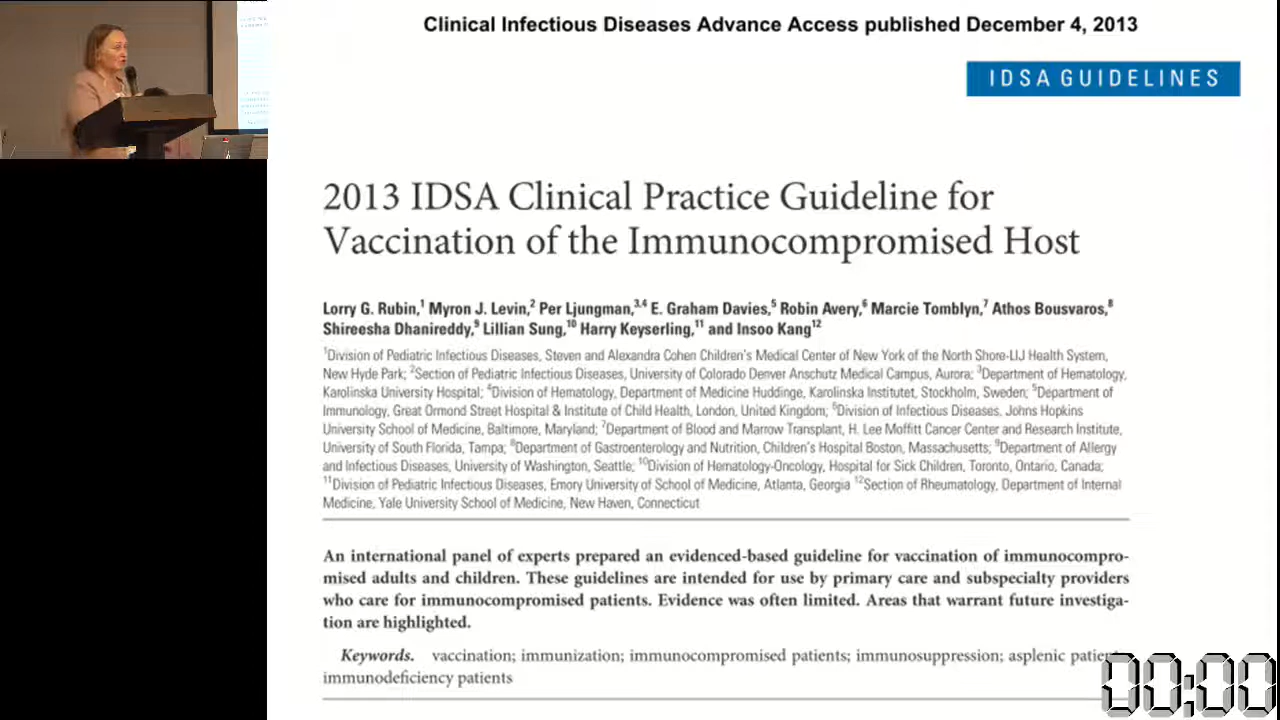 Clinical Infectious Diseases Advance Access published December 4, 2013
IDSA GUIDELINES
2013 IDSA Clinical Practice Guideline for
Vaccination of the Immunocompromised Host
Lorry G. Rubin,1 Myron J. Levin,2 Per Ljungman,3,4 E. Graham Davies,5 Robin Avery,6 Marcie Tomblyn,7 Athos Bousvaros,8
Shireesha Dhanireddy,9 Lillian Sung,10 Harry Keyserling,11 and Insoo Kang12
1Division of Pediatric Infectious Diseases, Steven and Alexandra Cohen Children's Medical Center of New York of the North Shore-LIJ Health System,
New Hyde Park; 2Section of Pediatric Infectious Diseases, University of Colorado Denver Anschutz Medical Campus, Aurora; 3Department of Hematology,
Karolinska University Hospital; 4Division of Hematology, Department of Medicine Huddinge, Karolinska Institutet, Stockholm, Sweden; 5Department of
Immunology, Great Ormond Street Hospital & Institute of Child Health, London, United Kingdom; 6Division of Infectious Diseases, Johns Hopkins
University School of Medicine, Baltimore, Maryland; 7Department of Blood and Marrow Transplant, H. Lee Moffitt Cancer Center and Research Institute,
University of South Florida, Tampa; 8Department of Gastroenterology and Nutrition, Children's Hospital Boston, Massachusetts; 9Department of Allergy
and Infectious Diseases, University of Washington, Seattle; 10Division of Hematology-Oncology, Hospital for Sick Children, Toronto, Ontario, Canada;
11Division of Pediatric Infectious Diseases, Emory University of School of Medicine, Atlanta, Georgia 12Section of Rheumatology, Department of Internal
Medicine, Yale University School of Medicine, New Haven, Connecticut
An international panel of experts prepared an evidenced-based guideline for vaccination of immunocompro-
mised adults and children. These guidelines are intended for use by primary care and subspecialty providers
who care for immunocompromised patients. Evidence was often limited. Areas that warrant future investiga-
tion are highlighted.
Keywords. vaccination; immunization; immunocompromised patients; immunosuppression; asplenic
immunodeficiency patients
00:00